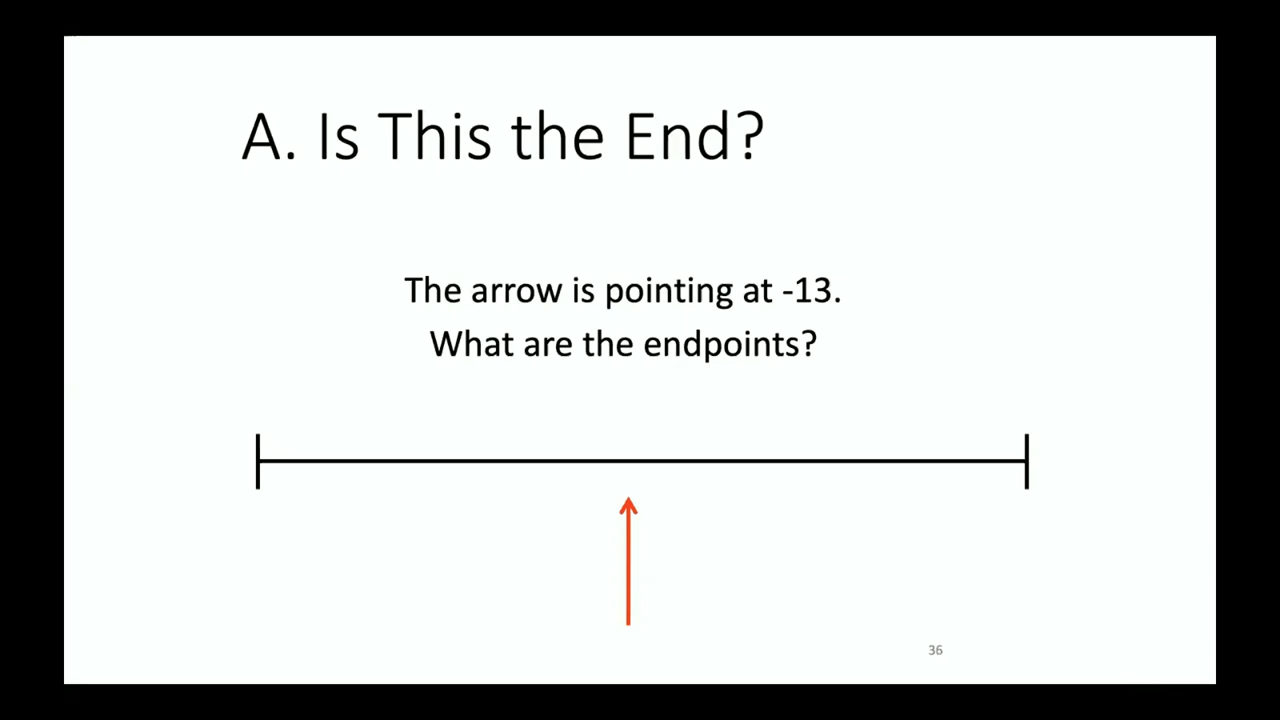 A. Is This the End?
The arrow is pointing at -13.
What are the endpoints?
36